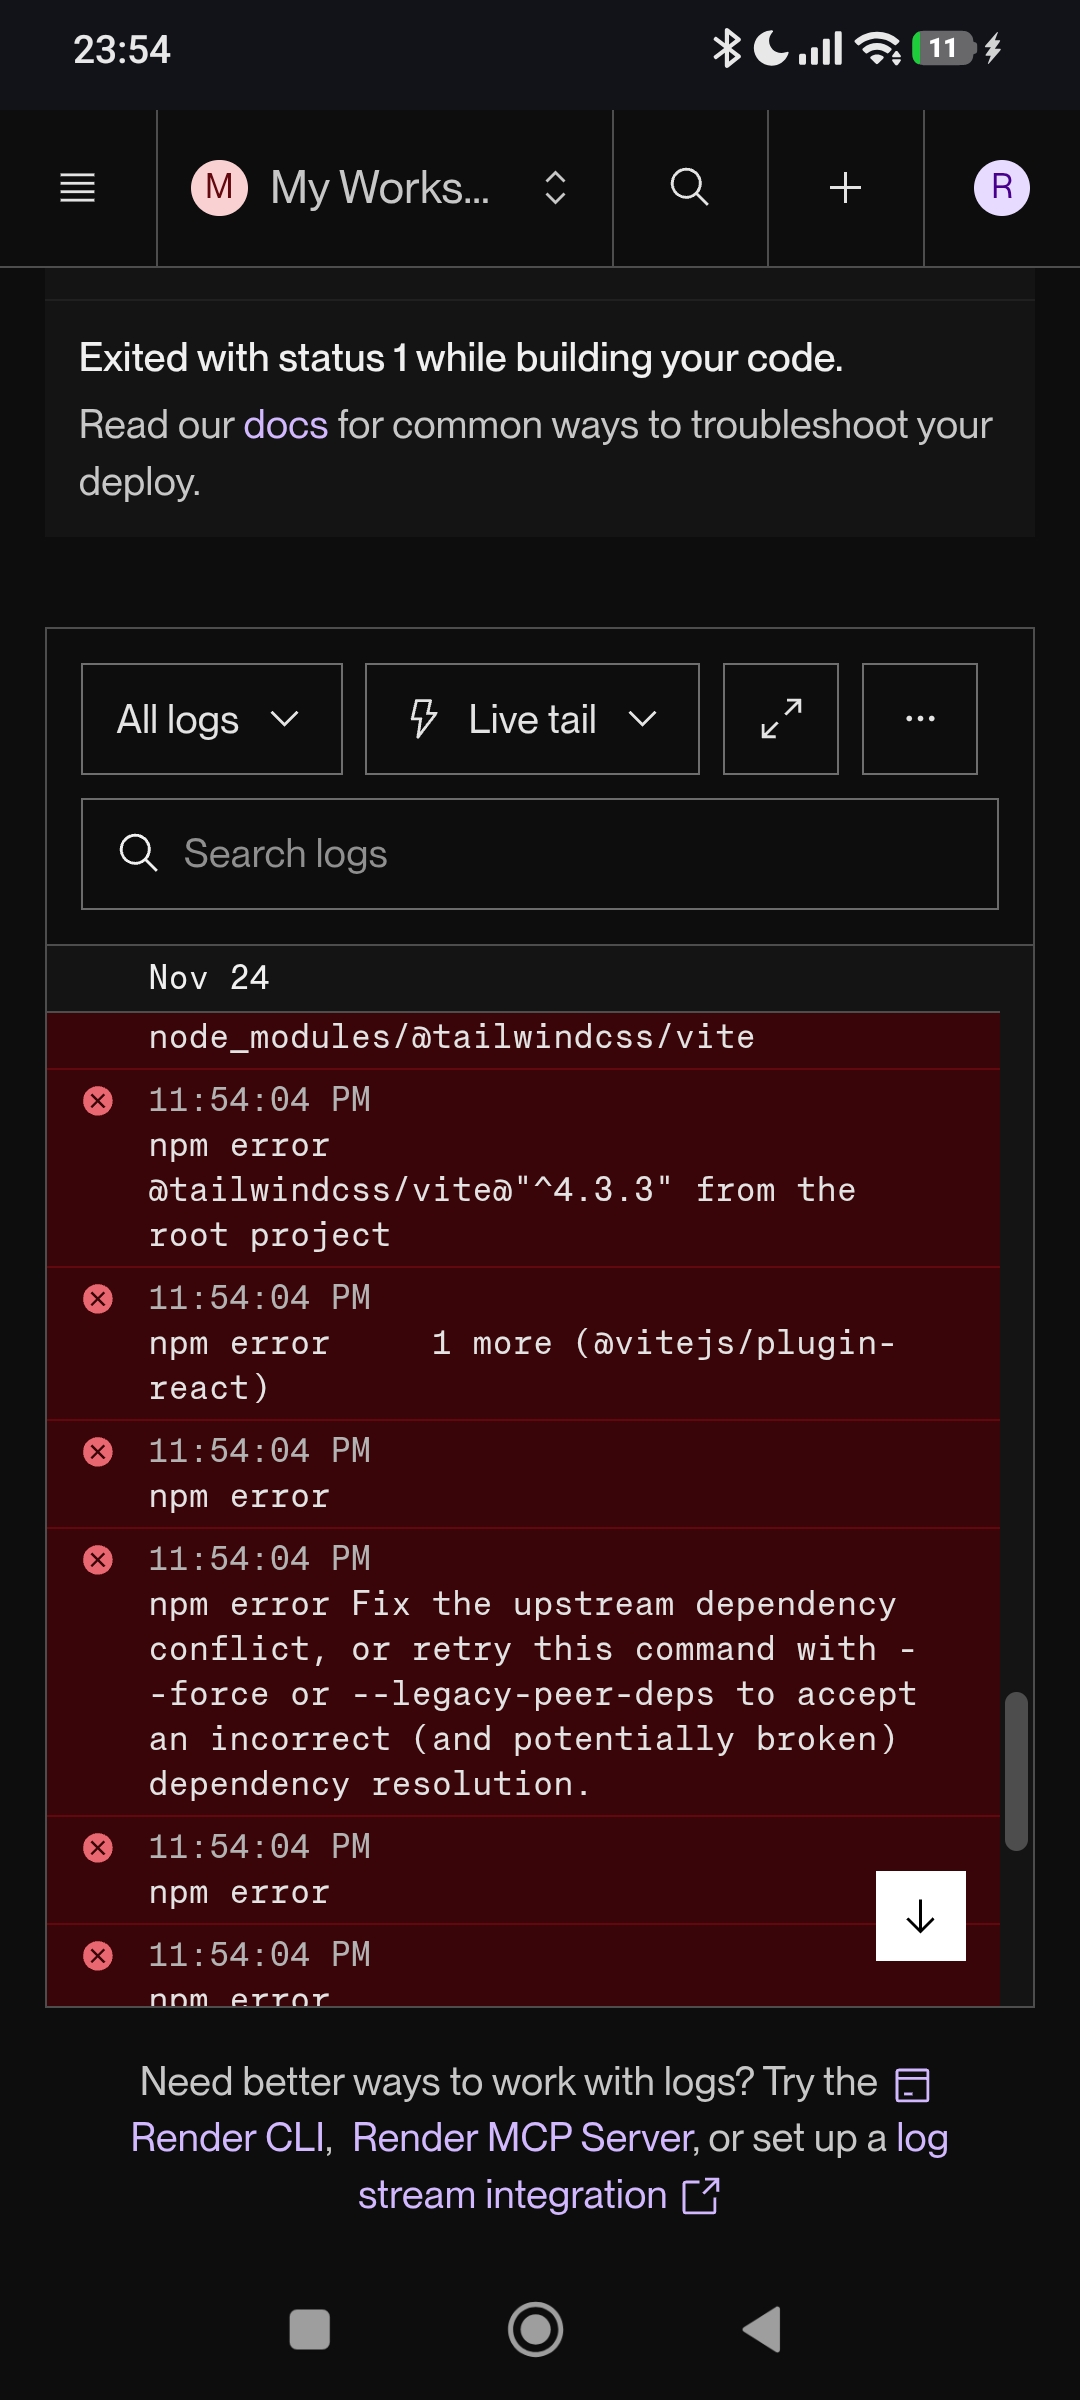 23:54
11
M My Works...
R
Exited with status 1 while building your code.
Read our docs for common ways to troubleshoot your
deploy.
All logs
Live tail
Search logs
Nov 24
node_modules/@tailwindcss/vite
11:54:04 PM
npm error
@tailwindcss/vite@"^4.3.3" from the
root project
11:54:04 PM
npm error     1 more (@vitejs/plugin-
react)
11:54:04 PM
npm error
11:54:04 PM
npm error Fix the upstream dependency
conflict, or retry this command with -
-force or --legacy-peer-deps to accept
an incorrect (and potentially broken)
dependency resolution.
11:54:04 PM
npm error
11:54:04 PM
npm error
Need better ways to work with logs? Try the
Render CLI, Render MCP Server, or set up a log
stream integration